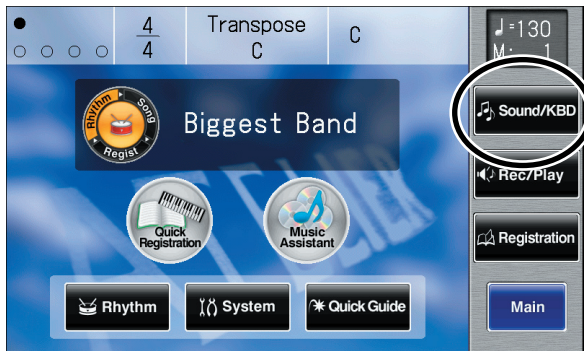 4
4
Transpose
C
C
♩=130
M: 1
Rhythm
Song
Regist
Biggest Band
Sound/KBD
Rec/Play
Quick
Registration
Music
Assistant
Registration
Rhythm
System
Quick Guide
Main
ATELIER